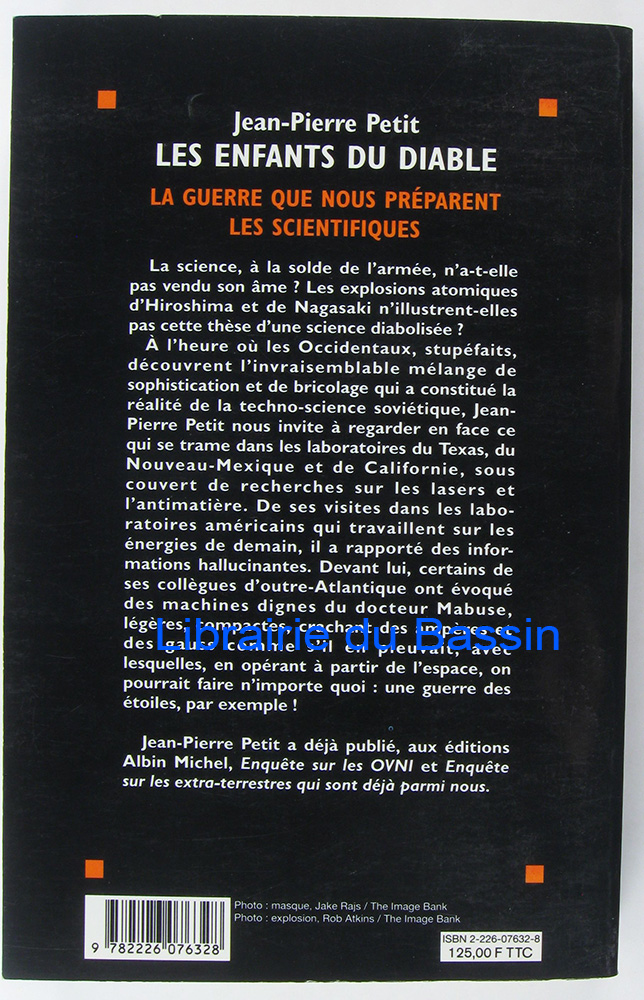 Jean-Pierre Petit
LES ENFANTS DU DIABLE
LA GUERRE QUE NOUS PRÉPARENT
LES SCIENTIFIQUES
La science, à la solde de l'armée, n'a-t-elle
pas vendu son âme ? Les explosions atomiques
d'Hiroshima et de Nagasaki n'illustrent-elles
pas cette thèse d'une science diabolisée ?
À l'heure où les Occidentaux, stupéfaits,
découvrent l'invraisemblable mélange de
sophistication et de bricolage qui a constitué la
réalité de la techno-science soviétique, Jean-
Pierre Petit nous invite à regarder en face ce
qui se trame dans les laboratoires du Texas, du
Nouveau-Mexique et de Californie, sous
couvert de recherches sur les lasers et
l'antimatière. De ses visites dans les labo-
ratoires américains qui travaillent sur les
énergies de demain, il a rapporté des infor-
mations hallucinantes. Devant lui, certains de
ses collègues d'outre-Atlantique ont évoqué
des machines dignes du docteur Mabuse,
légères, compactes, crachant des ampères et
des gauss comme s'il en pleuvait, avec
lesquelles, en opérant à partir de l'espace, on
pourrait faire n'importe quoi : une guerre des
étoiles, par exemple !
Librairie du Bassin
Jean-Pierre Petit a déjà publié, aux éditions
Albin Michel, Enquête sur les OVNI et Enquête
sur les extra-terrestres qui sont déjà parmi nous.
Photo : masque, Jake Rajs / The Image Bank
Photo : explosion, Rob Atkins / The Image Bank
9 782226 076328
ISBN 2-226-07632-8
125,00 F TTC